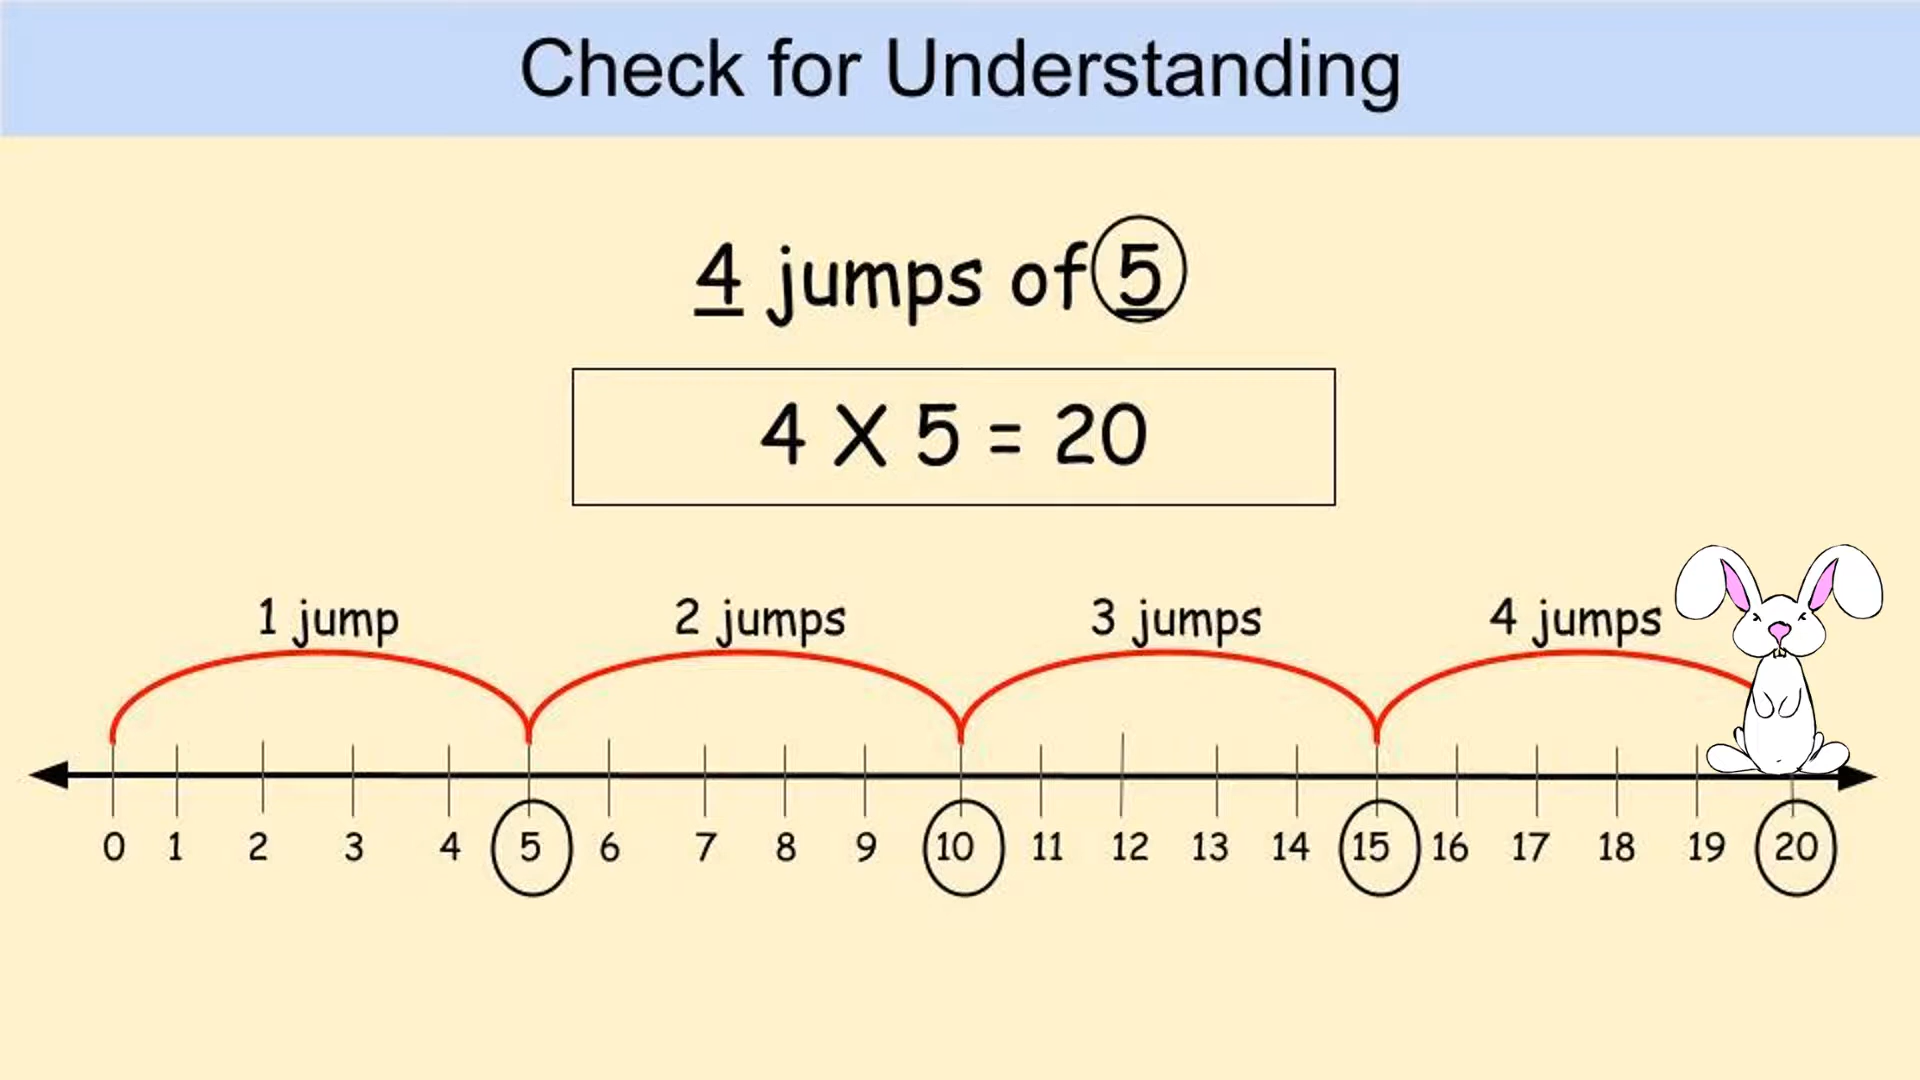 Check for Understanding
4 jumps of 5
4 X 5 = 20
1 jump 2 jumps 3 jumps 4 jumps
0 1 2 3 4 5 6 7 8 9 10 11 12 13 14 15 16 17 18 19 20